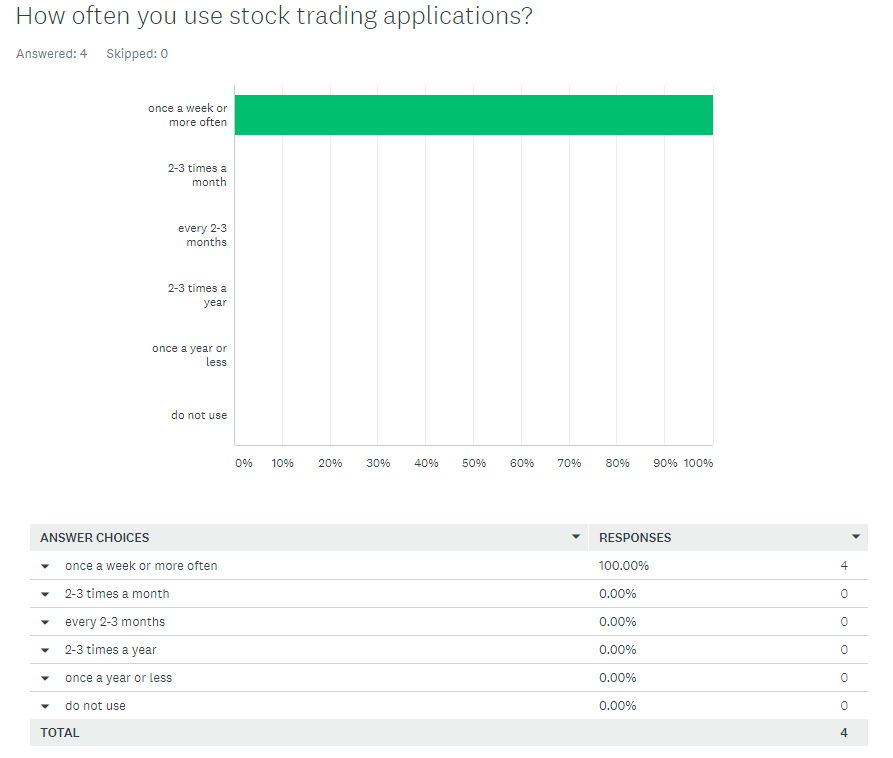 How often you use stock trading applications?
Answered: 4 Skipped: 0
once a week or
more often
2-3 times a
month
every 2-3
months
2-3 times a
year
once a year or
less
do not use
0% 10% 20% 30% 40% 50% 60% 70% 80% 90% 100%
ANSWER CHOICES RESPONSES
once a week or more often 100.00% 4
2-3 times a month 0.00% 0
every 2-3 months 0.00% 0
2-3 times a year 0.00% 0
once a year or less 0.00% 0
do not use 0.00% 0
TOTAL 4